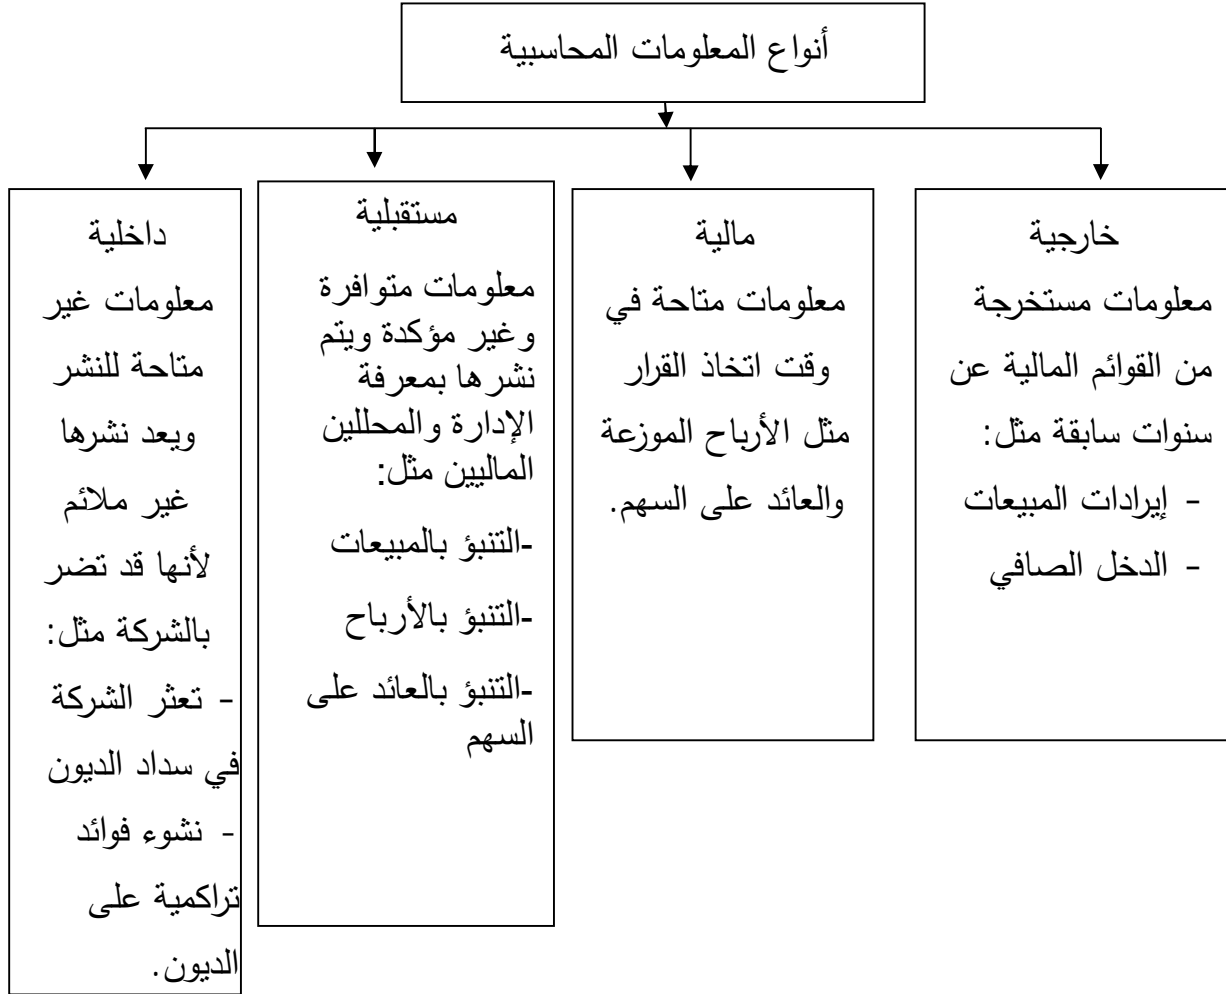 أنواع المعلومات المحاسبية
خارجية
معلومات مستخرجة
من القوائم المالية عن
سنوات سابقة مثل:
- إيرادات المبيعات
- الدخل الصافي
مالية
معلومات متاحة في
وقت اتخاذ القرار
مثل الأرباح الموزعة
والعائد على السهم.
مستقبلية
معلومات متوافرة
وغير مؤكدة ويتم
نشرها بمعرفة
الإدارة والمحللين
الماليين مثل:
-التنبؤ بالمبيعات
-التنبؤ بالأرباح
-التنبؤ بالعائد على
السهم
داخلية
معلومات غير
متاحة للنشر
ويعد نشرها
غير ملائم
لأنها قد تضر
بالشركة مثل:
- تعثر الشركة
في سداد الديون
- نشوء فوائد
تراكمية على
الديون.